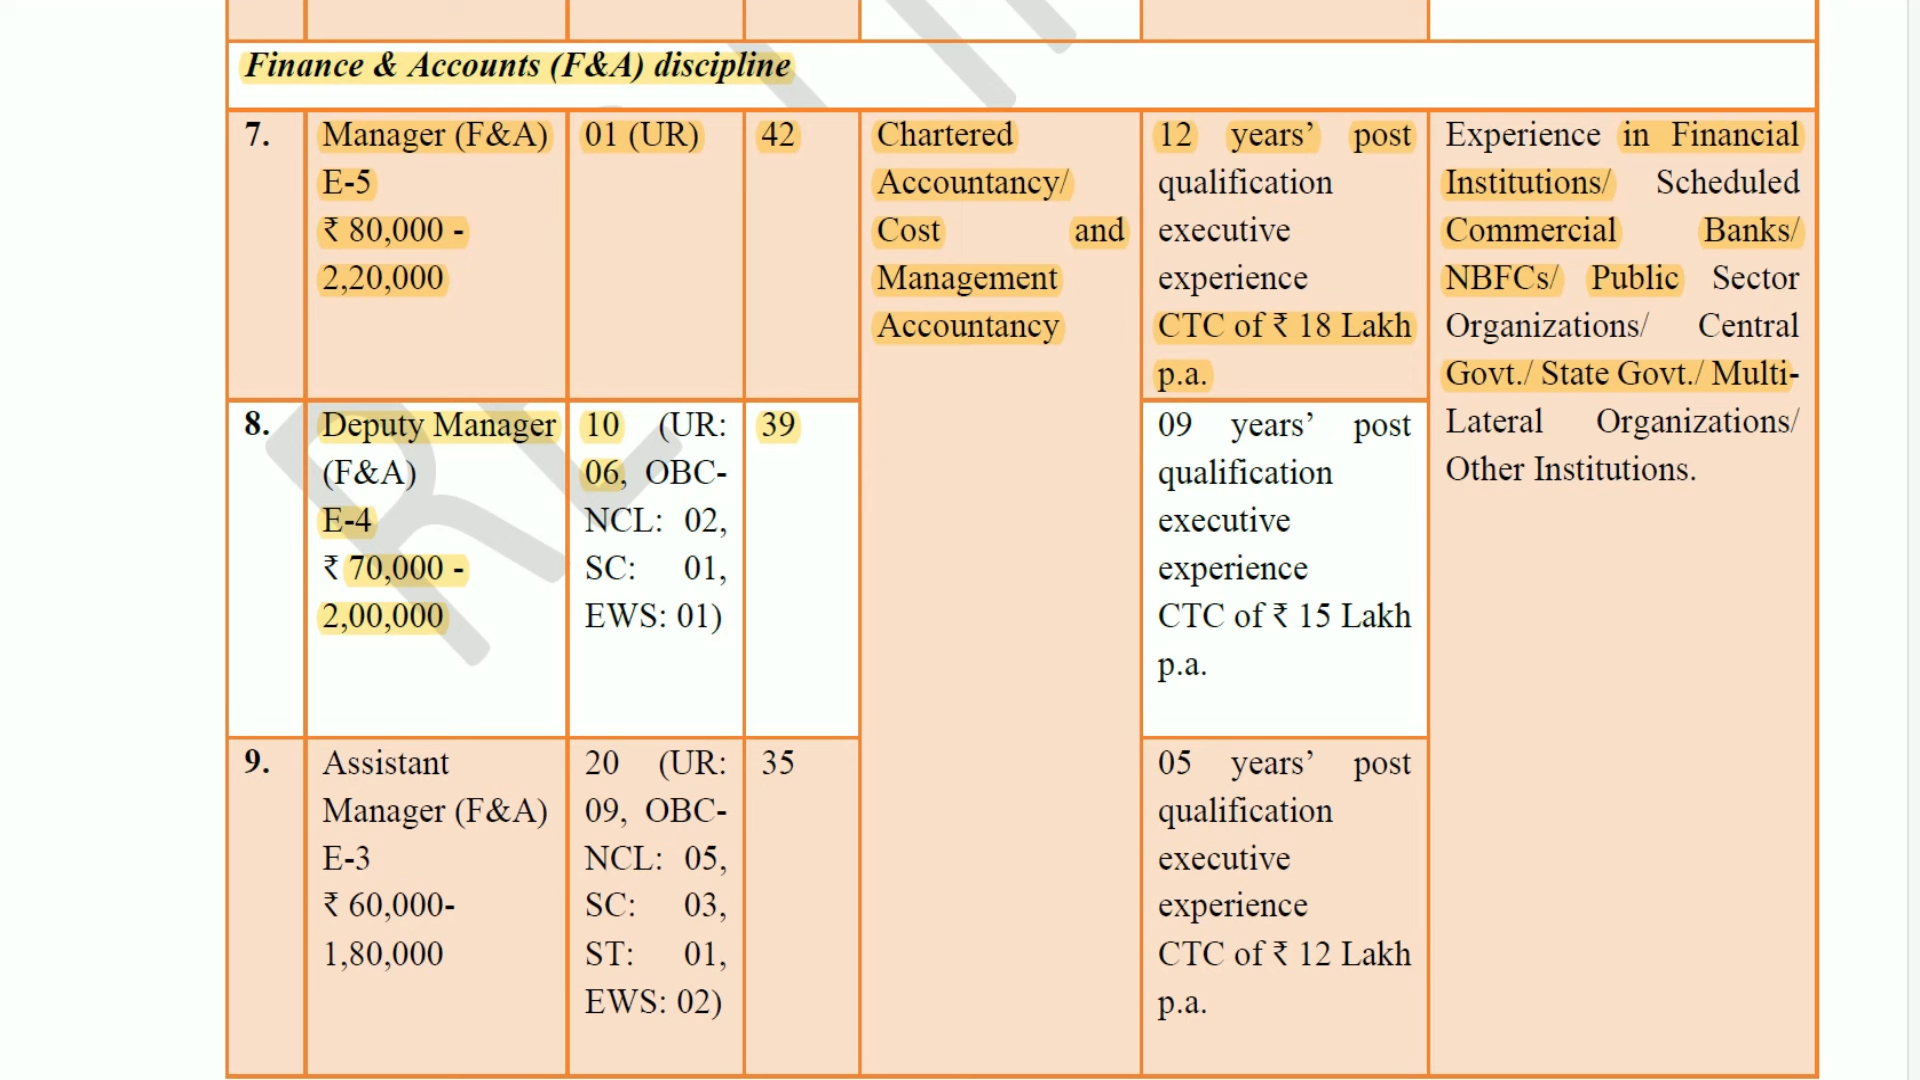 Finance & Accounts (F&A) discipline
7.
Manager (F&A)
E-5
₹ 80,000 -
2,20,000
01 (UR)
42
Chartered
Accountancy/
Cost and
Management
Accountancy
12 years’ post
qualification
executive
experience
CTC of ₹ 18 Lakh
p.a.
Experience in Financial
Institutions/ Scheduled
Commercial Banks/
NBFCs/ Public Sector
Organizations/ Central
Govt./ State Govt./ Multi-
Lateral Organizations/
Other Institutions.
8.
Deputy Manager
(F&A)
E-4
₹ 70,000 -
2,00,000
10 (UR:
06, OBC-
NCL: 02,
SC: 01,
EWS: 01)
39
09 years’ post
qualification
executive
experience
CTC of ₹ 15 Lakh
p.a.
9.
Assistant
Manager (F&A)
E-3
₹ 60,000-
1,80,000
20 (UR:
09, OBC-
NCL: 05,
SC: 03,
ST: 01,
EWS: 02)
35
05 years’ post
qualification
executive
experience
CTC of ₹ 12 Lakh
p.a.